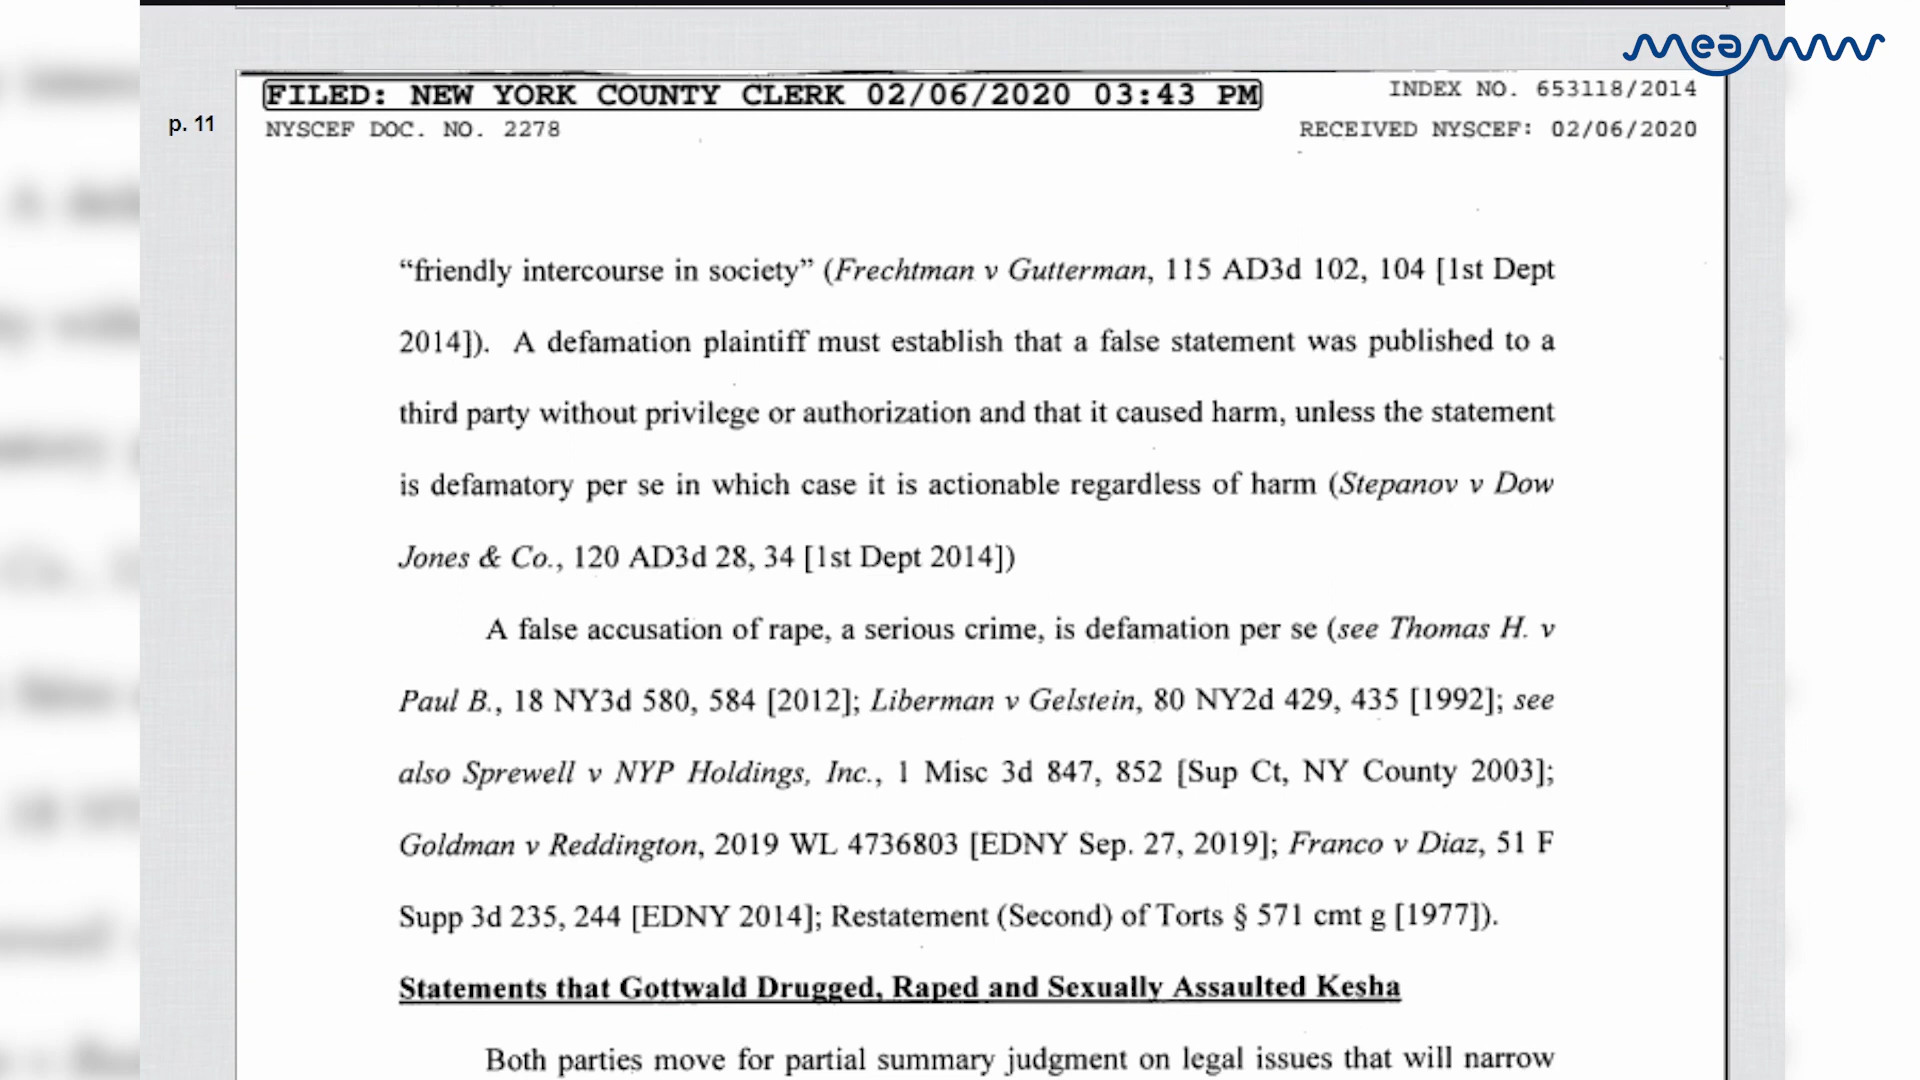 meaww
FILED: NEW YORK COUNTY CLERK 02/06/2020 03:43 PM
INDEX NO. 653118/2014
p. 11
NYSCEF DOC. NO. 2278
RECEIVED NYSCEF: 02/06/2020
“friendly intercourse in society” (Frechtman v Gutterman, 115 AD3d 102, 104 [1st Dept
2014]). A defamation plaintiff must establish that a false statement was published to a
third party without privilege or authorization and that it caused harm, unless the statement
is defamatory per se in which case it is actionable regardless of harm (Stepanov v Dow
Jones & Co., 120 AD3d 28, 34 [1st Dept 2014])
A false accusation of rape, a serious crime, is defamation per se (see Thomas H. v
Paul B., 18 NY3d 580, 584 [2012]; Liberman v Gelstein, 80 NY2d 429, 435 [1992]; see
also Sprewell v NYP Holdings, Inc., 1 Misc 3d 847, 852 [Sup Ct, NY County 2003];
Goldman v Reddington, 2019 WL 4736803 [EDNY Sep. 27, 2019]; Franco v Diaz, 51 F
Supp 3d 235, 244 [EDNY 2014]; Restatement (Second) of Torts § 571 cmt g [1977]).
Statements that Gottwald Drugged, Raped and Sexually Assaulted Kesha
Both parties move for partial summary judgment on legal issues that will narrow